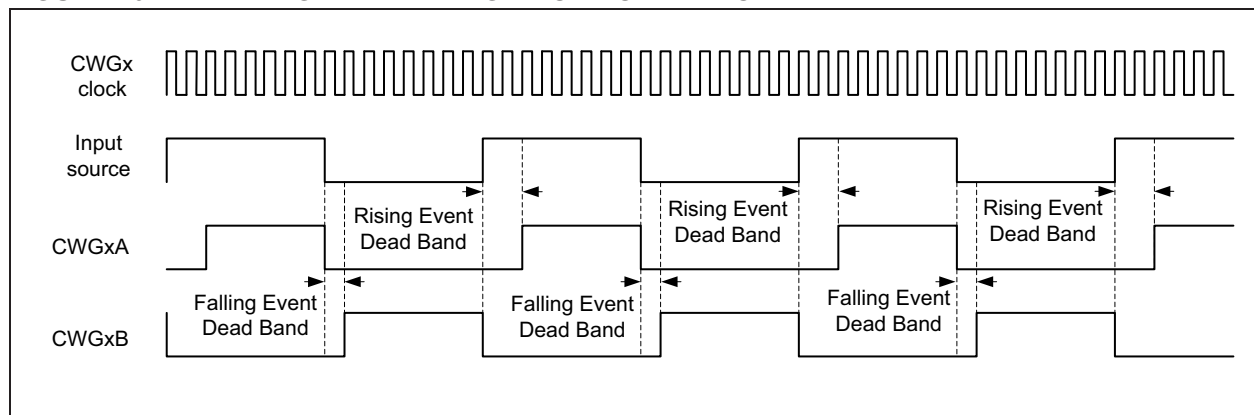 CWGx
clock
Input
source
Rising Event
Dead Band
Rising Event
Dead Band
Rising Event
Dead Band
CWGxA
Falling Event
Dead Band
Falling Event
Dead Band
Falling Event
Dead Band
CWGxB